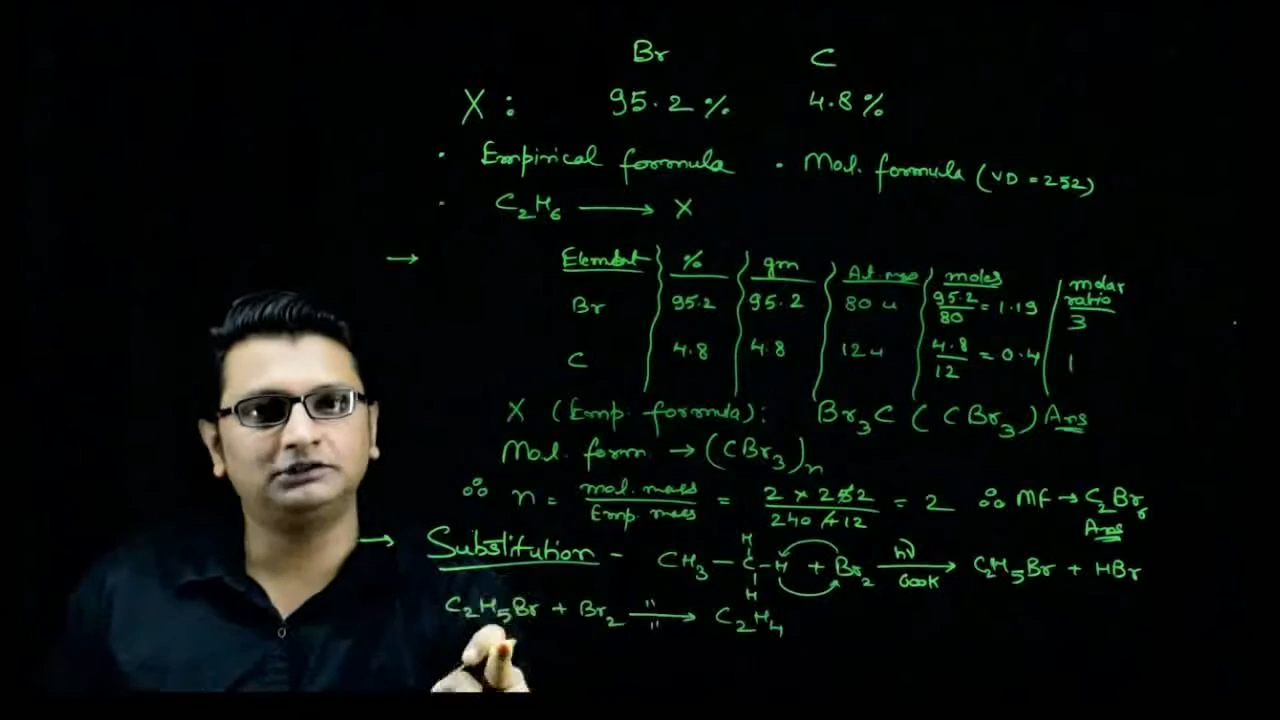 Br C
X : 95.2 % 4.8 %
· Empirical formula · Mol. formula (VD = 252)
· C₂H₆ ⟶ X
→ Element % gm At. mass moles molar ratio
Br 95.2 95.2 80 u 95.2/80 = 1.19 3
C 4.8 4.8 12 u 4.8/12 = 0.4 1
X (Emp. formula) : Br₃C ( CBr₃ ) Ans
Mol. form → (CBr₃)n
∴ n = mol. mass / Emp. mass = 2 × 252 / 240 + 12 = 2 ∴ MF → C₂Br₆ Ans
→ Substitution – CH₃ – C – H + Br₂ ⟶ C₂H₅Br + HBr
H
H
hν
600K
C₂H₅Br + Br₂ ⟶ C₂H₄
" "